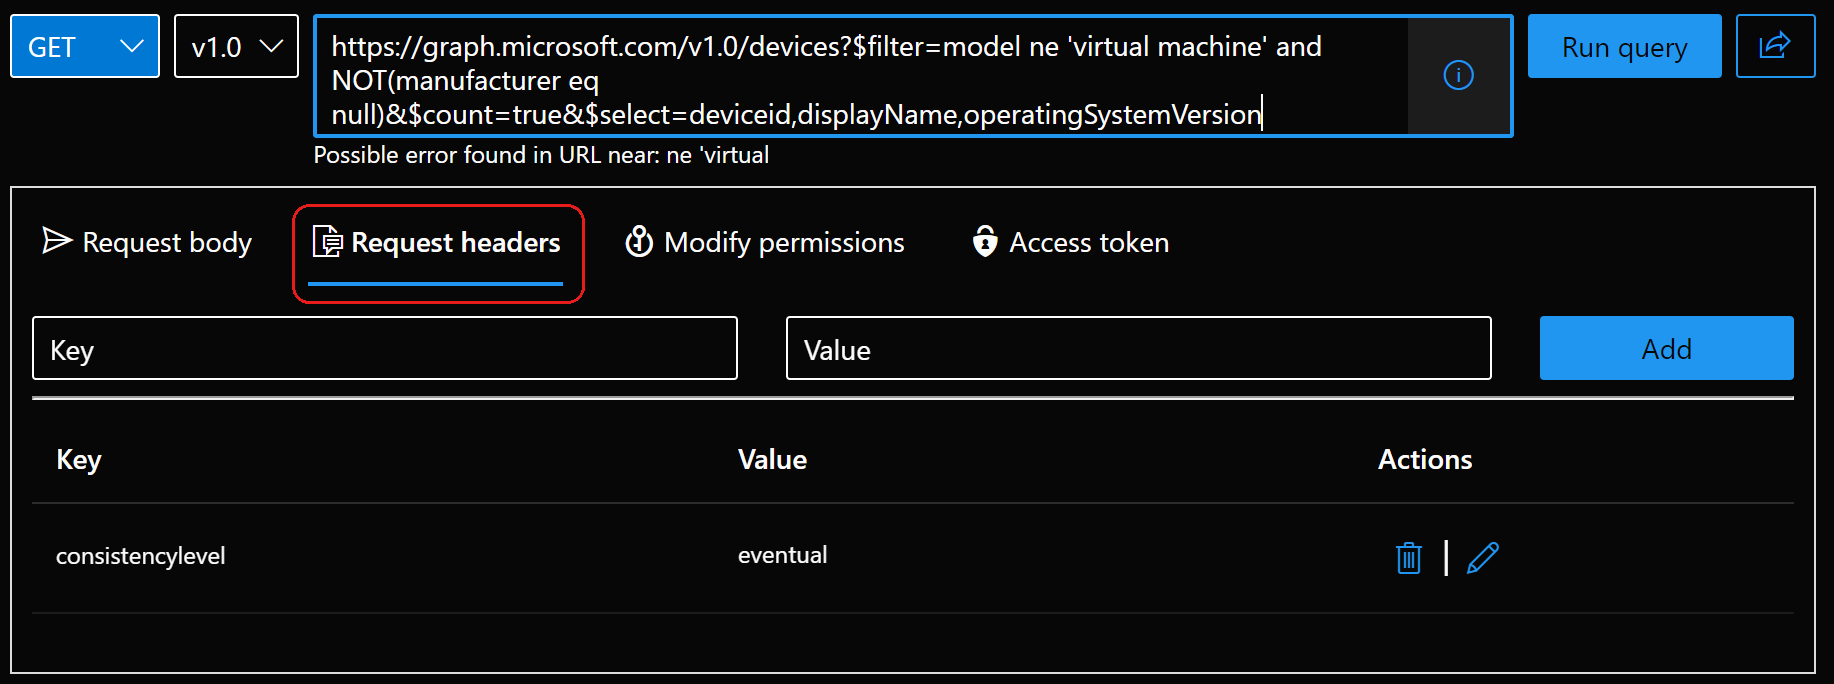 GET
v1.0
https://graph.microsoft.com/v1.0/devices?$filter=model ne 'virtual machine' and
NOT(manufacturer eq
null)&$count=true&$select=deviceid,displayName,operatingSystemVersion
Run query
Possible error found in URL near: ne 'virtual
Request body
Request headers
Modify permissions
Access token
Key
Value
Add
Key
Value
Actions
consistencylevel
eventual